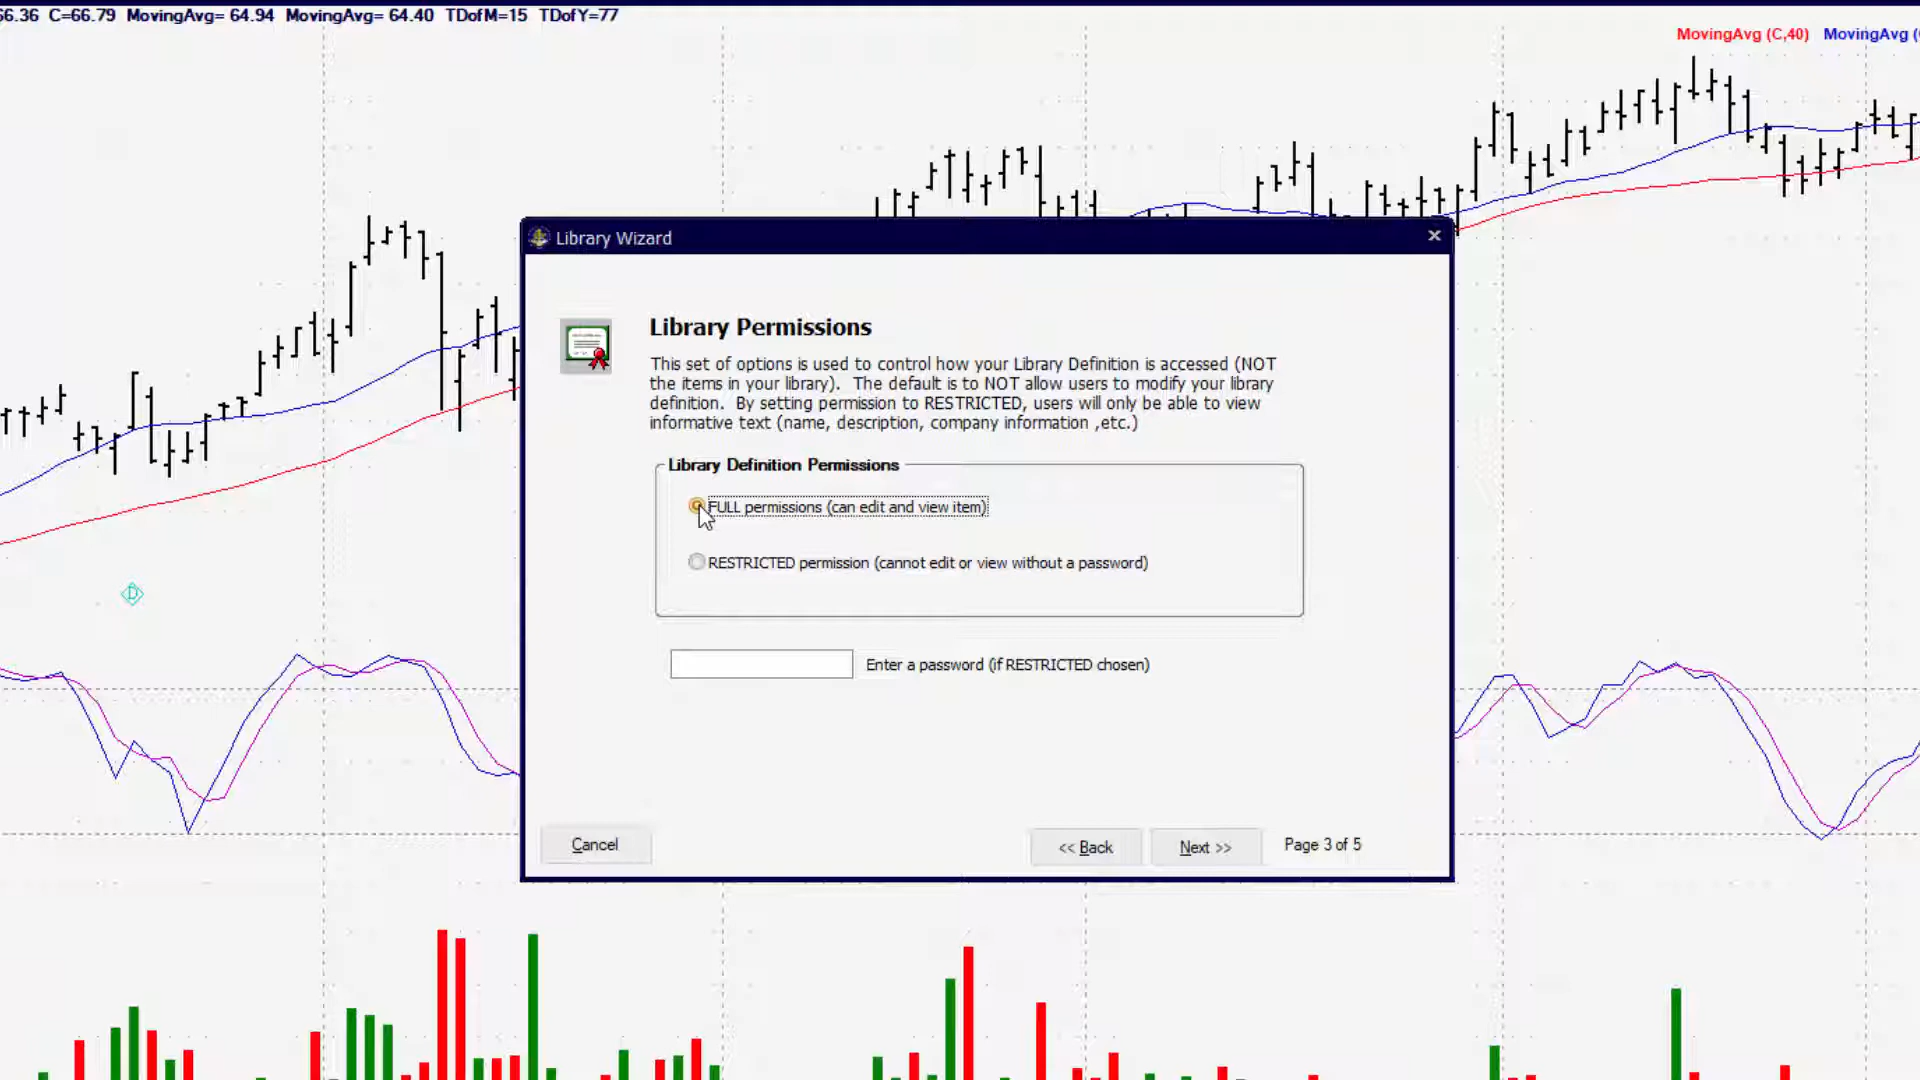 66.36 C=66.79 MovingAvg= 64.94 MovingAvg= 64.40 TDofM=15 TDofY=77
MovingAvg (C,40) MovingAvg (
Library Wizard
Library Permissions
This set of options is used to control how your Library Definition is accessed (NOT
the items in your library). The default is to NOT allow users to modify your library
definition. By setting permission to RESTRICTED, users will only be able to view
informative text (name, description, company information ,etc.)
Library Definition Permissions
FULL permissions (can edit and view item)
RESTRICTED permission (cannot edit or view without a password)
D
Enter a password (if RESTRICTED chosen)
Cancel
<< Back
Next >>
Page 3 of 5